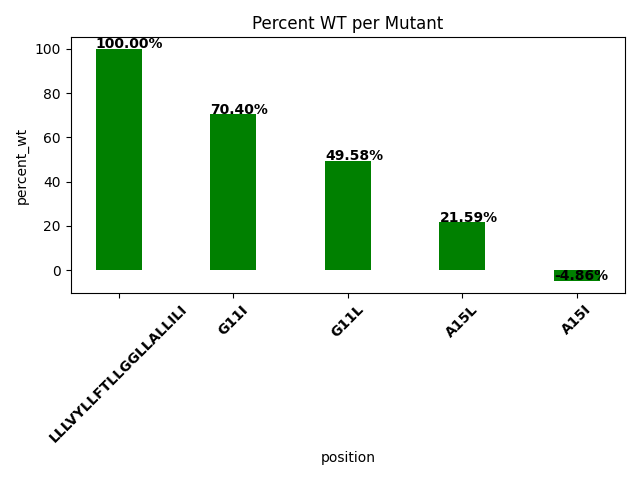 Percent WT per Mutant
percent_wt
100
80
60
40
20
0
100.00%
70.40%
49.58%
21.59%
-4.86%
LLLVYLLFTLLGGLLALLILI
G11I
G11L
A15L
A15I
position